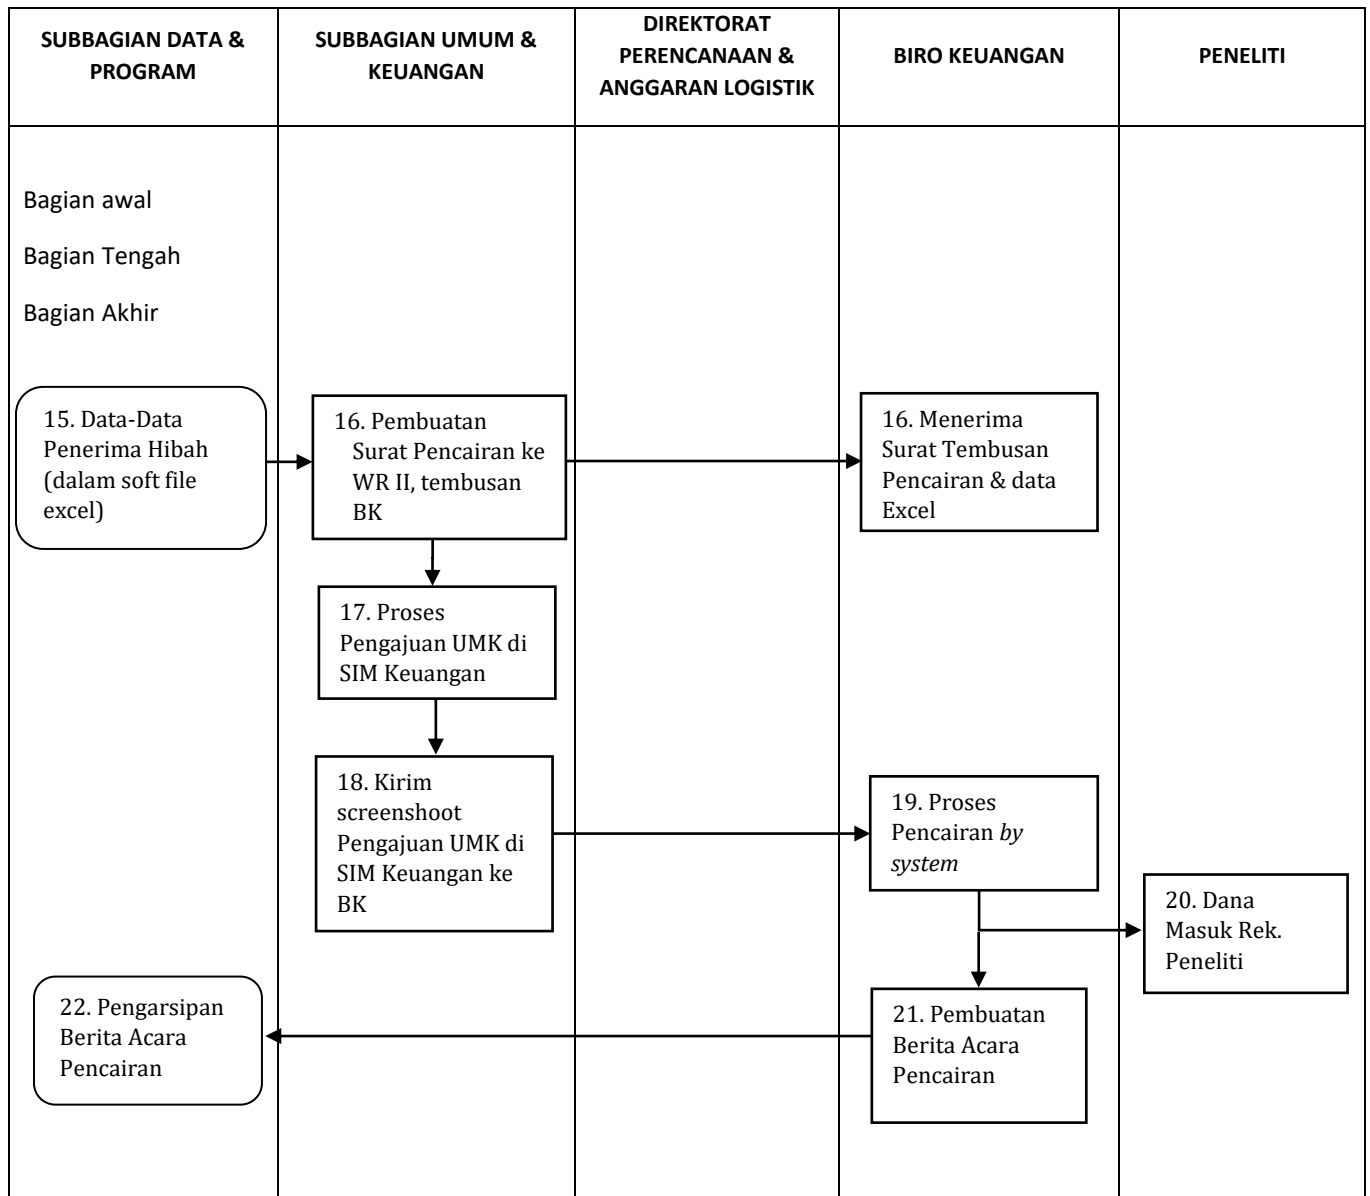 SUBBAGIAN DATA &
PROGRAM
SUBBAGIAN UMUM &
KEUANGAN
DIREKTORAT
PERENCANAAN &
ANGGARAN LOGISTIK
BIRO KEUANGAN
PENELITI
Bagian awal
Bagian Tengah
Bagian Akhir
15. Data-Data
Penerima Hibah
(dalam soft file
excel)
16. Pembuatan
Surat Pencairan ke
WR II, tembusan
BK
16. Menerima
Surat Tembusan
Pencairan & data
Excel
17. Proses
Pengajuan UMK di
SIM Keuangan
18. Kirim
screenshoot
Pengajuan UMK di
SIM Keuangan ke
BK
19. Proses
Pencairan by
system
20. Dana
Masuk Rek.
Peneliti
21. Pembuatan
Berita Acara
Pencairan
22. Pengarsipan
Berita Acara
Pencairan